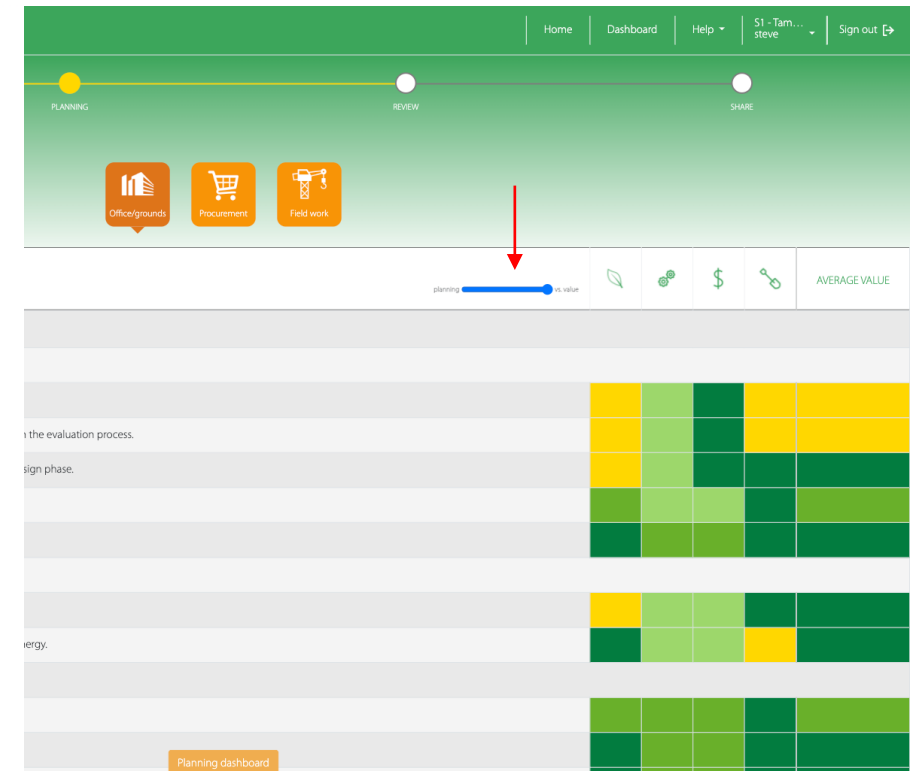 Home
Dashboard
Help
S1 - Tam...
steve
Sign out
PLANNING
REVIEW
SHARE
Office/grounds
Procurement
Field work
planning
vs. value
$
AVERAGE VALUE
the evaluation process.
sign phase.
nergy.
Planning dashboard